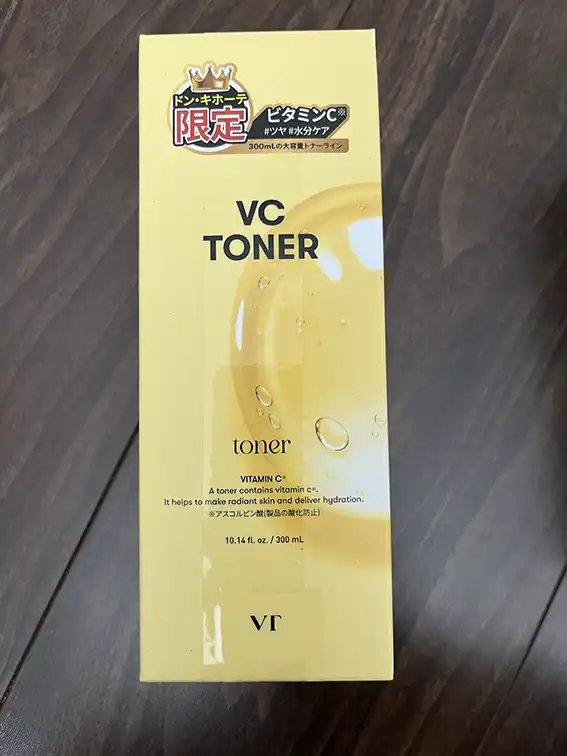 ドン・キホーテ
限定
ビタミンC※
#ツヤ #水分ケア
300mLの大容量トナーライン
VC
TONER
toner
VITAMIN C※
A toner contains vitamin c※.
It helps to make radiant skin and deliver hydration.
※アスコルビン酸(製品の酸化防止)
10.14 fl. oz. / 300 mL
VT